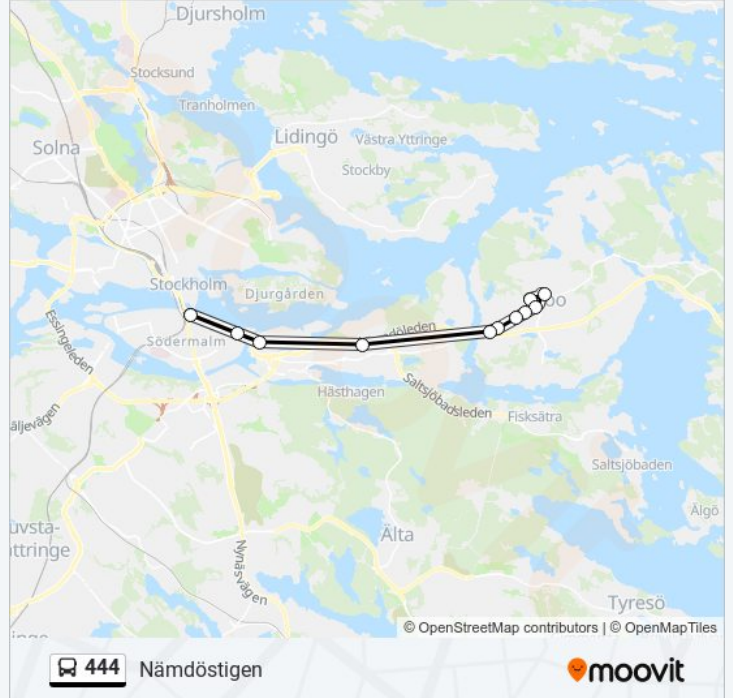 Djursholm
Stocksund
Tranholmen
Lidingö
Västra Yttringe
Solna
Stockby
Stockholm
Djurgården
Södermalm
Essingeleden
Hästhagen
Saltsjöbadsleden
Fisksätra
Saltsjöbaden
Algö
Älta
Nynäsvägen
Tyresö
© OpenStreetMap contributors | © OpenMapTiles
444 Nämdöstigen
moovit